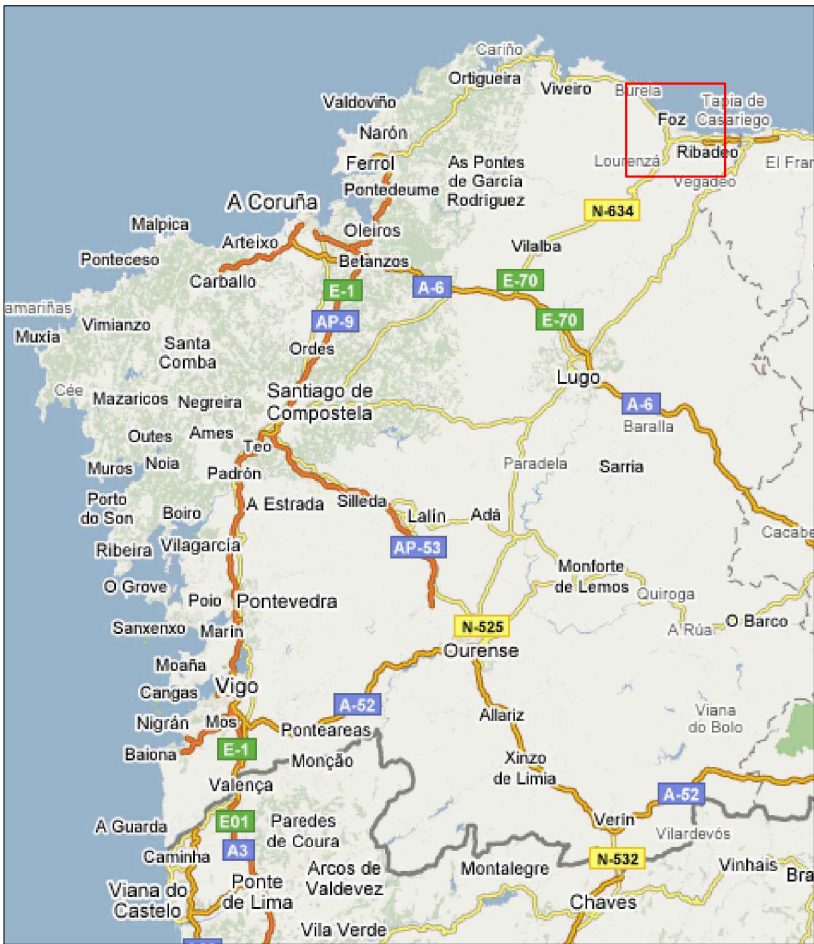 Cariño
Ortigueira
Viveiro
Burela
Valdoviño
Tapia de
Casariego
Foz
Narón
Ferrol
As Pontes
de García
Rodríguez
Lourenzá
Ribadeo
El Fran
Pontedeume
Vegadeo
A Coruña
N-634
Malpica
Oleiros
Arteixo
Vilalba
Ponteceso
Betanzos
Carballo
E-1
A-6
E-70
amariñas
AP-9
E-70
Vimianzo
Muxia
Santa
Comba
Ordes
Lugo
Cée
Mazaricos
Negreira
Santiago de
Compostela
A-6
Baralla
Outes
Ames
Teo
Muros
Noia
Padrón
Paradela
Sarria
Porto
do Son
Boiro
A Estrada
Silleda
Lalín
Adá
Cacabe
Ribeira
Vilagarcía
AP-53
Monforte
de Lemos
O Grove
Poio
Pontevedra
Quiroga
Sanxenxo
Marín
N-525
A Rúa
O Barco
Ourense
Moaña
Cangas
Vigo
A-52
Nigrán
Mos
Ponteareas
Allariz
Viana
do Bolo
Baiona
E-1
Monção
Xinzo
de Limia
Valença
A-52
A Guarda
E01
Paredes
de Coura
Verín
Vilardevós
Caminha
A3
Arcos de
Valdevez
Montalegre
N-532
Vinhais
Bra
Viana do
Castelo
Ponte
de Lima
Chaves
Vila Verde